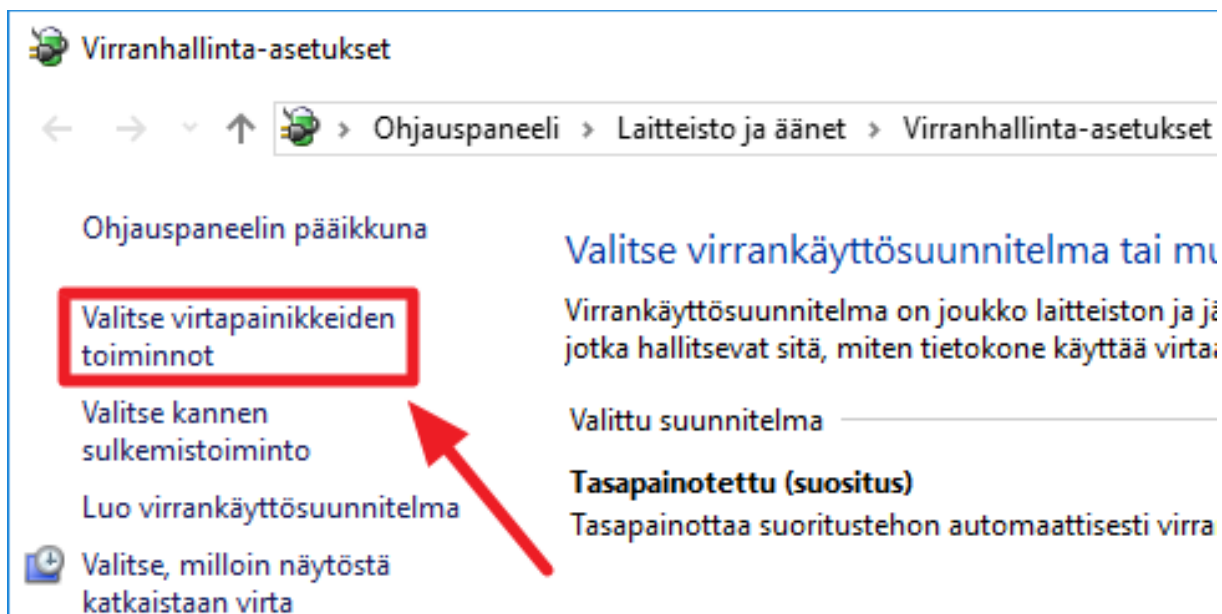 Virranhallinta-asetukset
Ohjauspaneeli > Laitteisto ja äänet > Virranhallinta-asetukset
Ohjauspaneelin pääikkuna
Valitse virtapainikkeiden
toiminnot
Valitse kannen
sulkemistoiminto
Luo virrankäyttösuunnitelma
Valitse, milloin näytöstä
katkaistaan virta
Valitse virrankäyttösuunnitelma tai mu
Virrankäyttösuunnitelma on joukko laitteiston ja jä
jotka hallitsevat sitä, miten tietokone käyttää virtaa
Valittu suunnitelma
Tasapainotettu (suositus)
Tasapainottaa suoritustehon automaattisesti virra